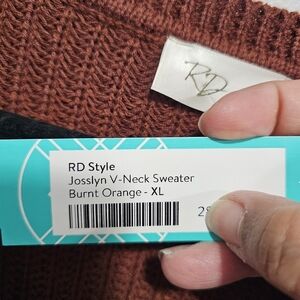 RD
RD Style
Josslyn V-Neck Sweater
Burnt Orange - XL